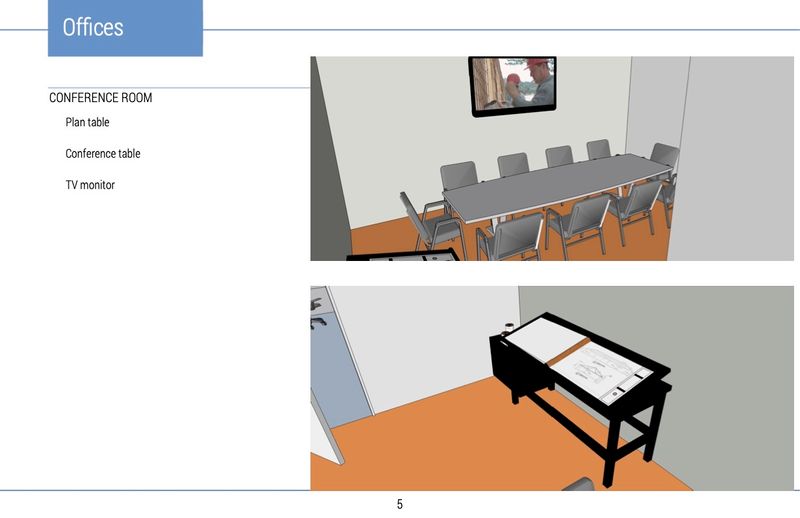 Offices
CONFERENCE ROOM
Plan table
Conference table
TV monitor
5